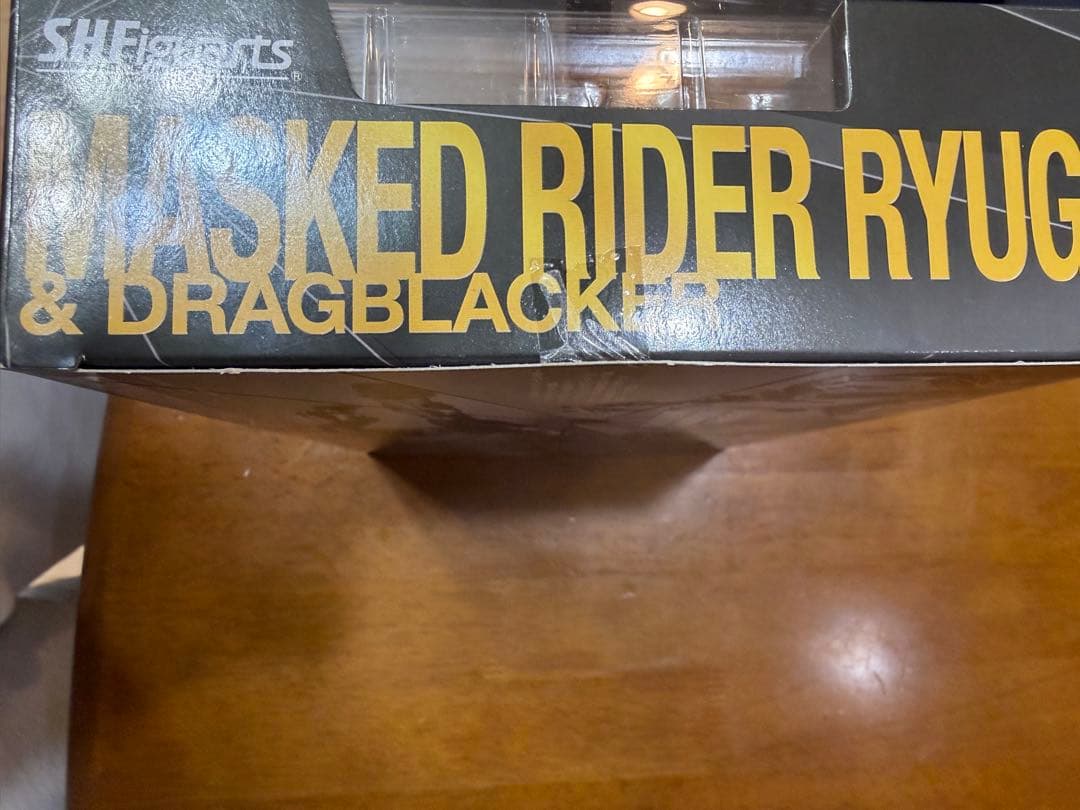 S.H.Figuarts
®
MASKED RIDER RYUG
& DRAGBLACKER